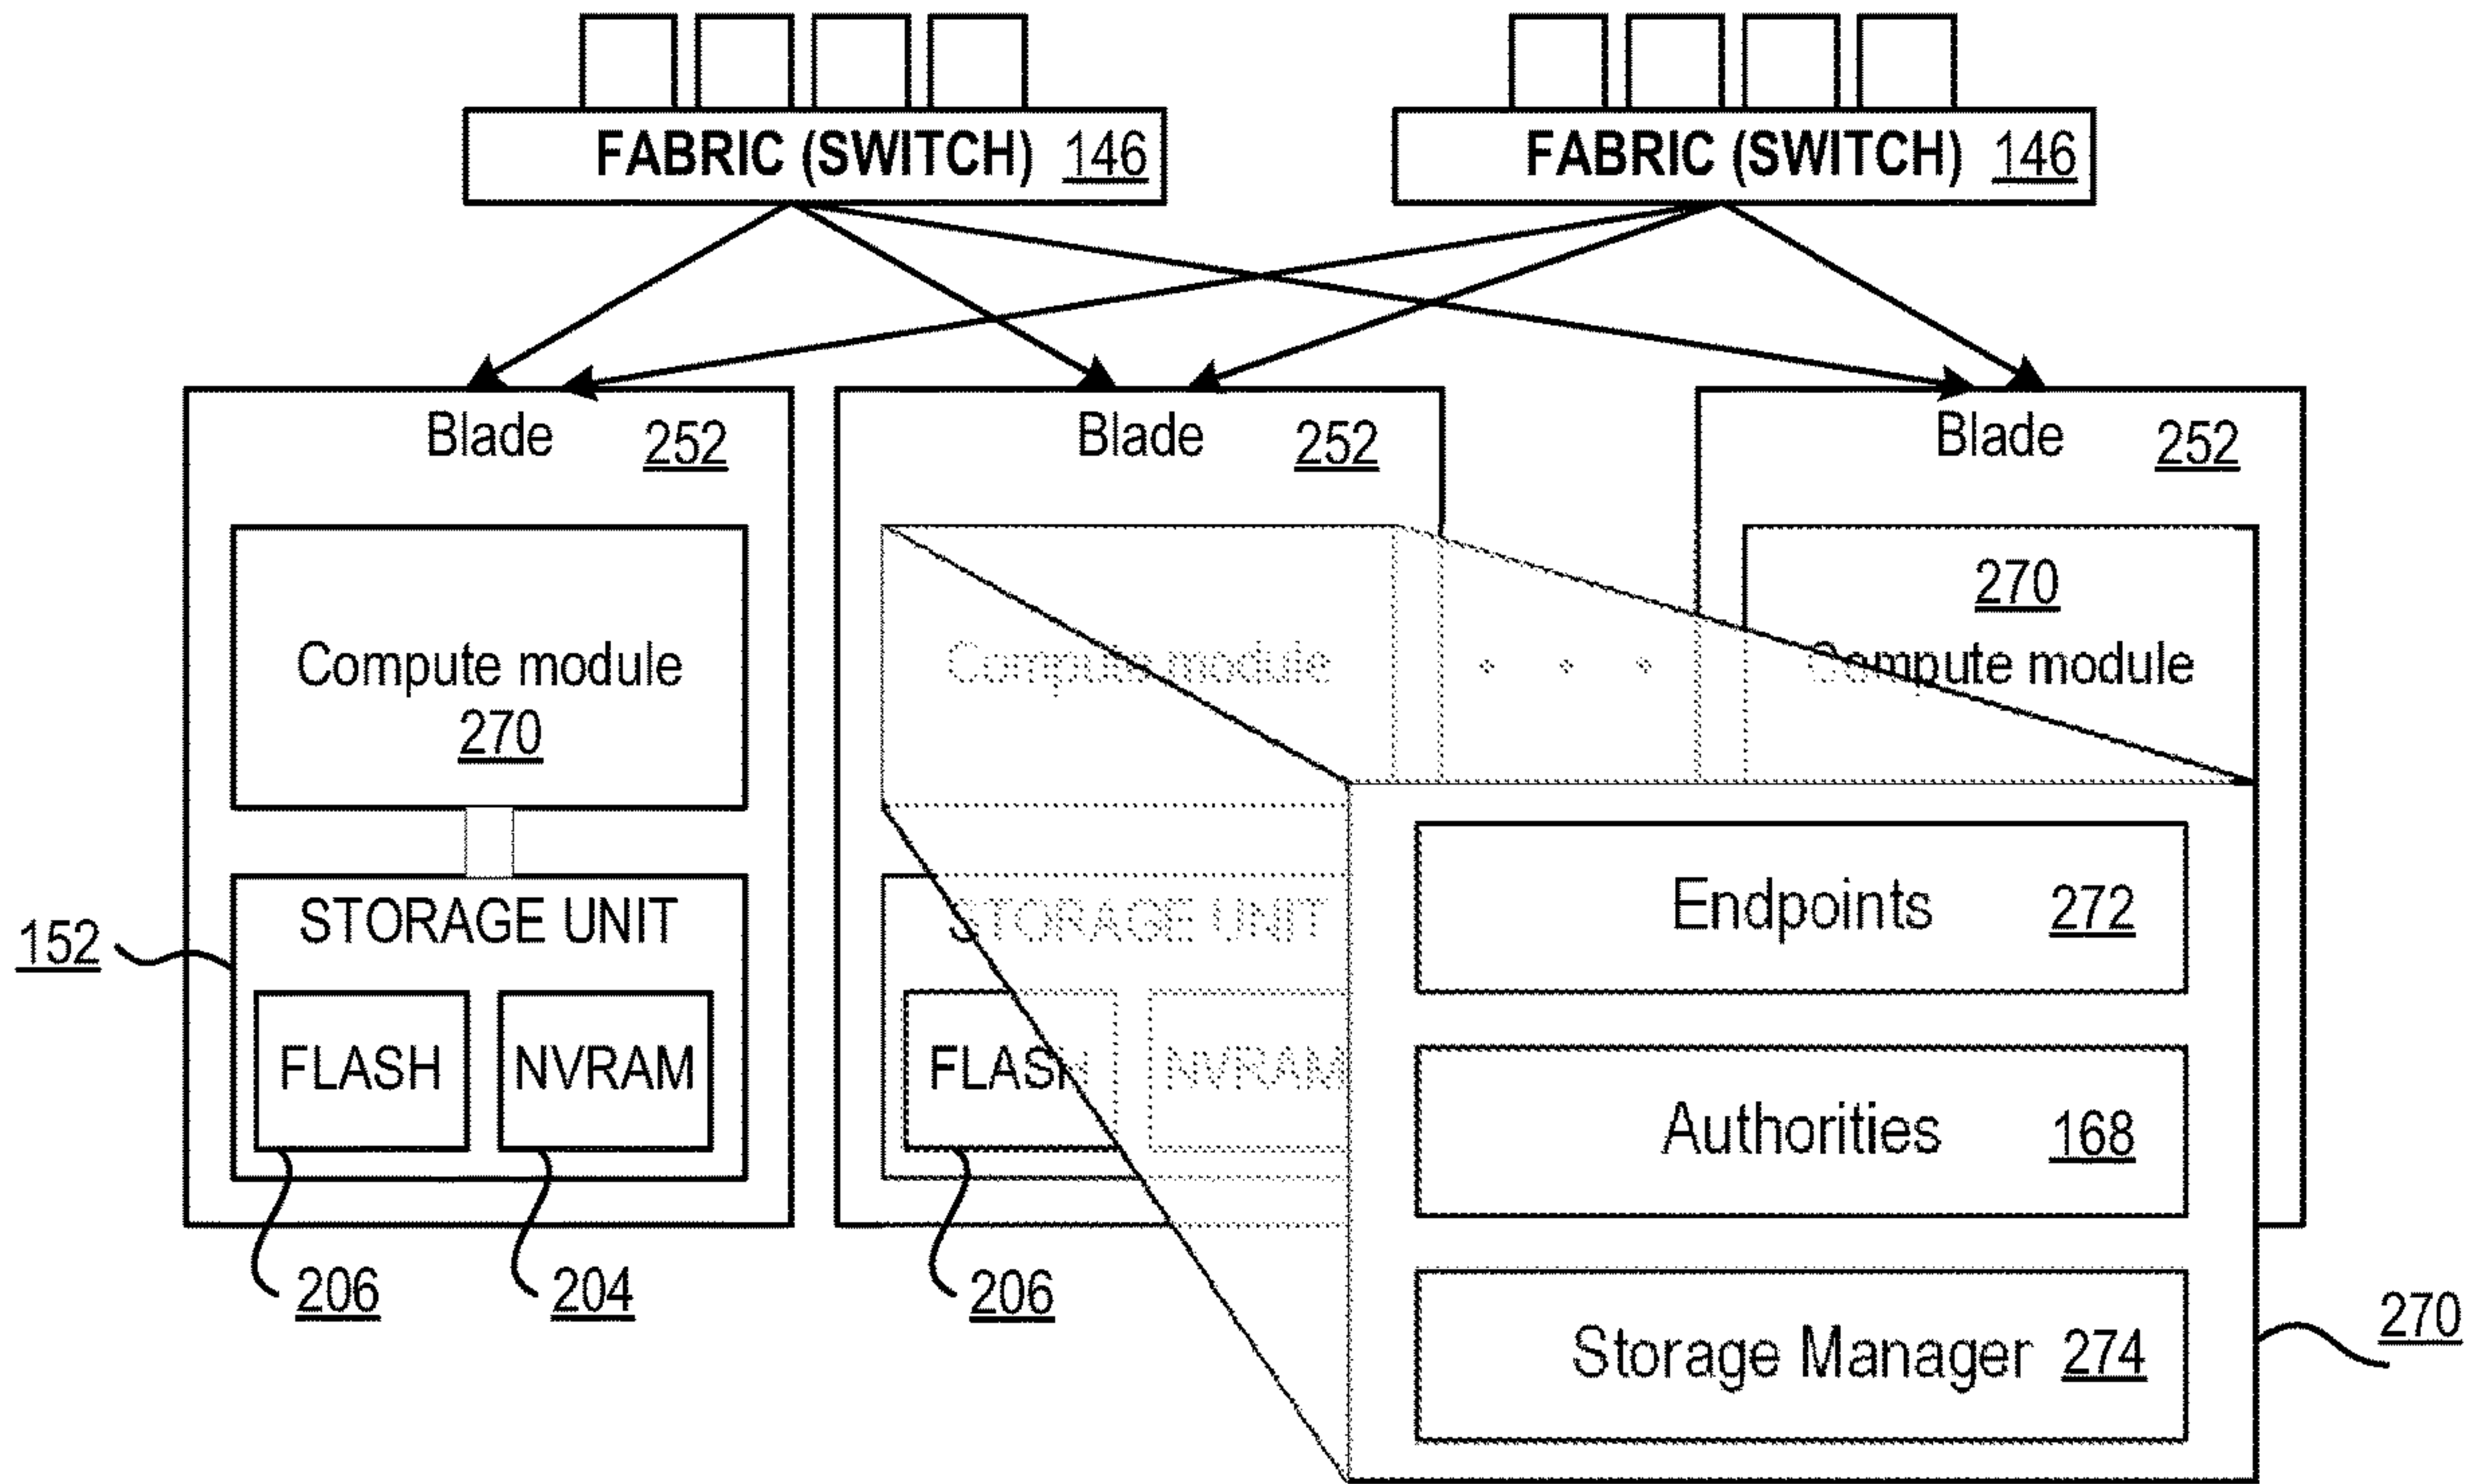 FABRIC (SWITCH) 146
FABRIC (SWITCH) 146
Blade 252
Blade 252
Blade 252
Compute module
270
Compute module
270
Compute module
STORAGE UNIT
152
FLASH
NVRAM
206
204
STORAGE UNIT
FLASH
NVRAM
206
Endpoints 272
Authorities 168
Storage Manager 274
270